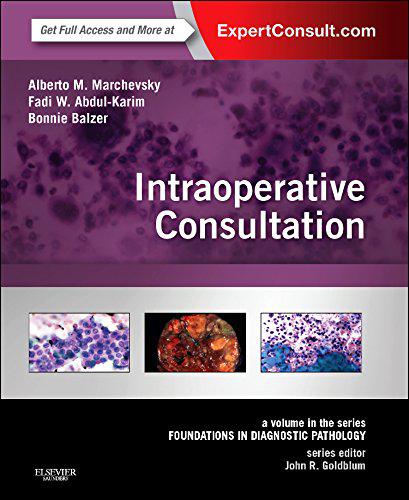 Get Full Access and More at
ExpertConsult.com
Alberto M. Marchevsky
Fadi W. Abdul-Karim
Bonnie Balzer
Intraoperative
Consultation
a volume in the series
FOUNDATIONS IN DIAGNOSTIC PATHOLOGY
series editor
John R. Goldblum
ELSEVIER
SAUNDERS